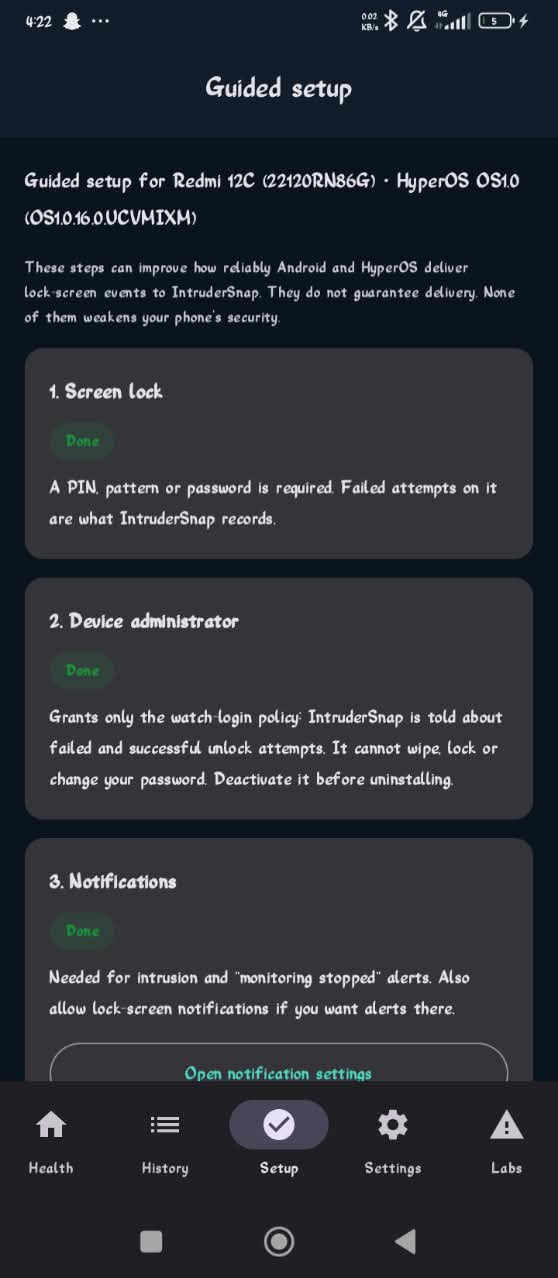 4:22
0.02
KB/s
4G
5
Guided setup
Guided setup for Redmi 12C (22120RN86G) · HyperOS OS1.0
(OS1.0.16.0.UCVMIXM)
These steps can improve how reliably Android and HyperOS deliver
lock-screen events to IntruderSnap. They do not guarantee delivery. None
of them weakens your phone's security.
1. Screen lock
Done
A PIN, pattern or password is required. Failed attempts on it
are what IntruderSnap records.
2. Device administrator
Done
Grants only the watch-login policy: IntruderSnap is told about
failed and successful unlock attempts. It cannot wipe, lock or
change your password. Deactivate it before uninstalling.
3. Notifications
Done
Needed for intrusion and "monitoring stopped" alerts. Also
allow lock-screen notifications if you want alerts there.
Open notification settings
Health
History
Setup
Settings
Labs